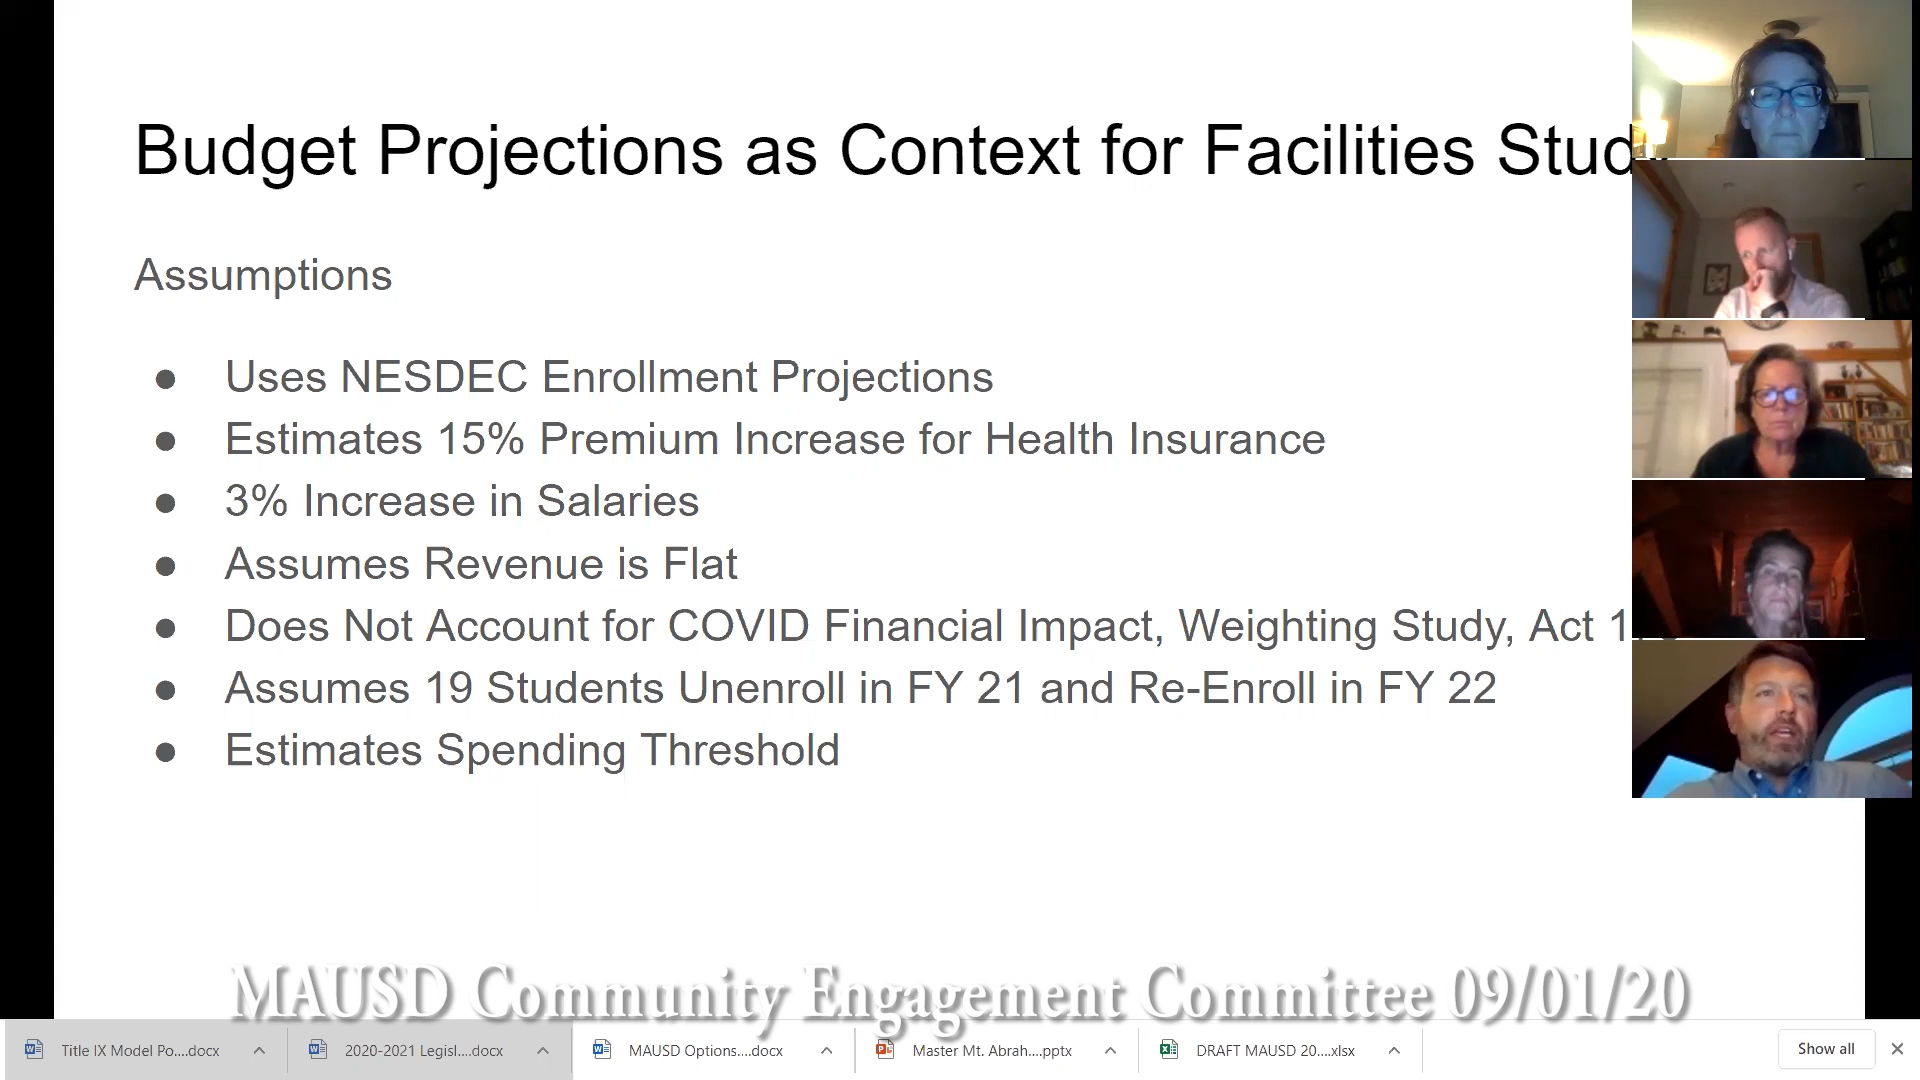 Budget Projections as Context for Facilities Stud
Assumptions
● Uses NESDEC Enrollment Projections
● Estimates 15% Premium Increase for Health Insurance
● 3% Increase in Salaries
● Assumes Revenue is Flat
● Does Not Account for COVID Financial Impact, Weighting Study, Act
● Assumes 19 Students Unenroll in FY 21 and Re-Enroll in FY 22
● Estimates Spending Threshold
MAUSD Community Engagement Committee 09/01/20
Title IX Model Po....docx
2020-2021 Legisl....docx
MAUSD Options....docx
Master Mt. Abrah....pptx
DRAFT MAUSD 20....xlsx
Show all